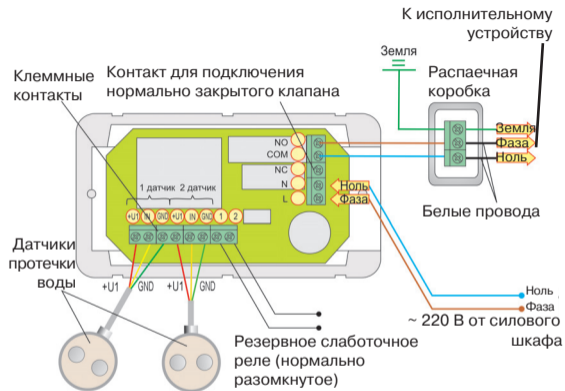 К исполнительному
устройству
Земля
Клеммные
контакты
Контакт для подключения
нормально закрытого клапана
Распаечная
коробка
NO
COM
NC
N
L
Земля
Фаза
Ноль
Ноль
Фаза
Белые провода
1 датчик 2 датчик
+U1 IN GND +U1 IN GND 1 2
Датчики
протечки
воды
+U1 GND +U1 GND
Ноль
Фаза
~ 220 В от силового
шкафа
Резервное слаботочное
реле (нормально
разомкнутое)